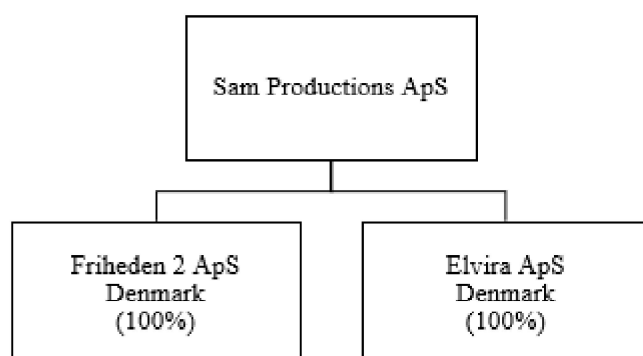 Sam Productions ApS
Friheden 2 ApS
Denmark
(100%)
Elvira ApS
Denmark
(100%)